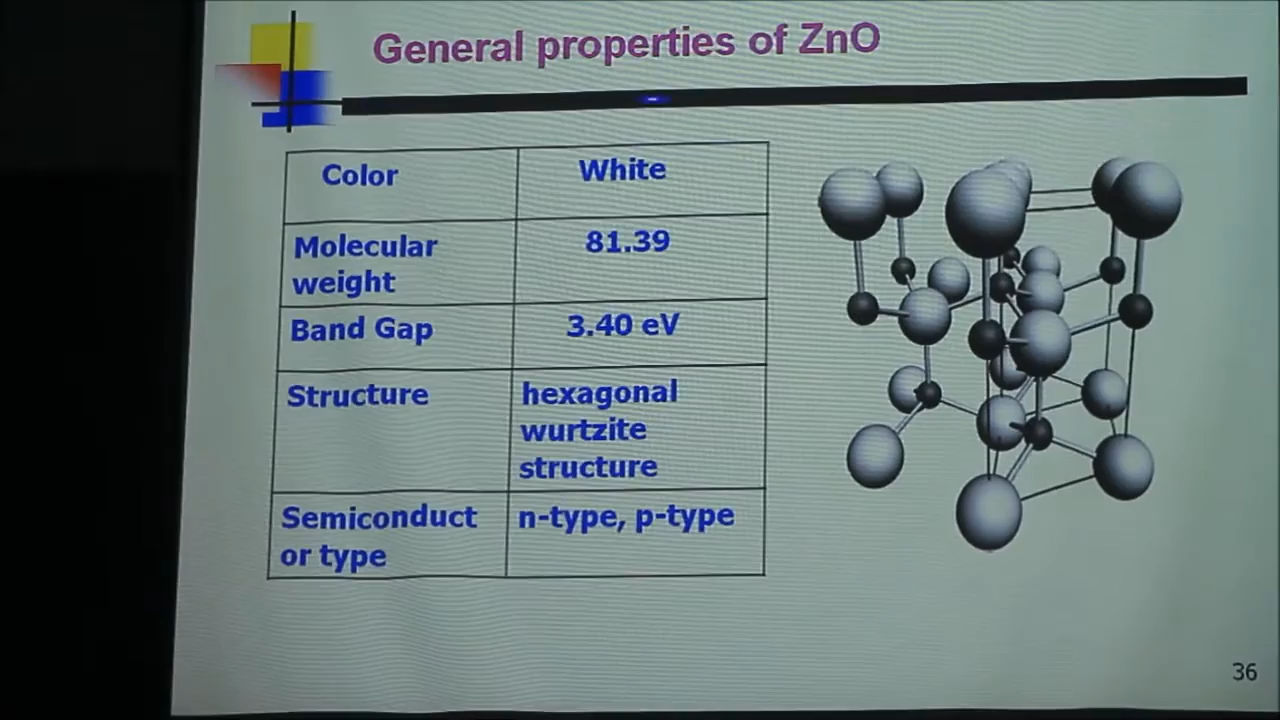 General properties of ZnO
Color White
Molecular 81.39
weight
Band Gap 3.40 eV
Structure hexagonal
wurtzite
structure
Semiconduct n-type, p-type
or type
36